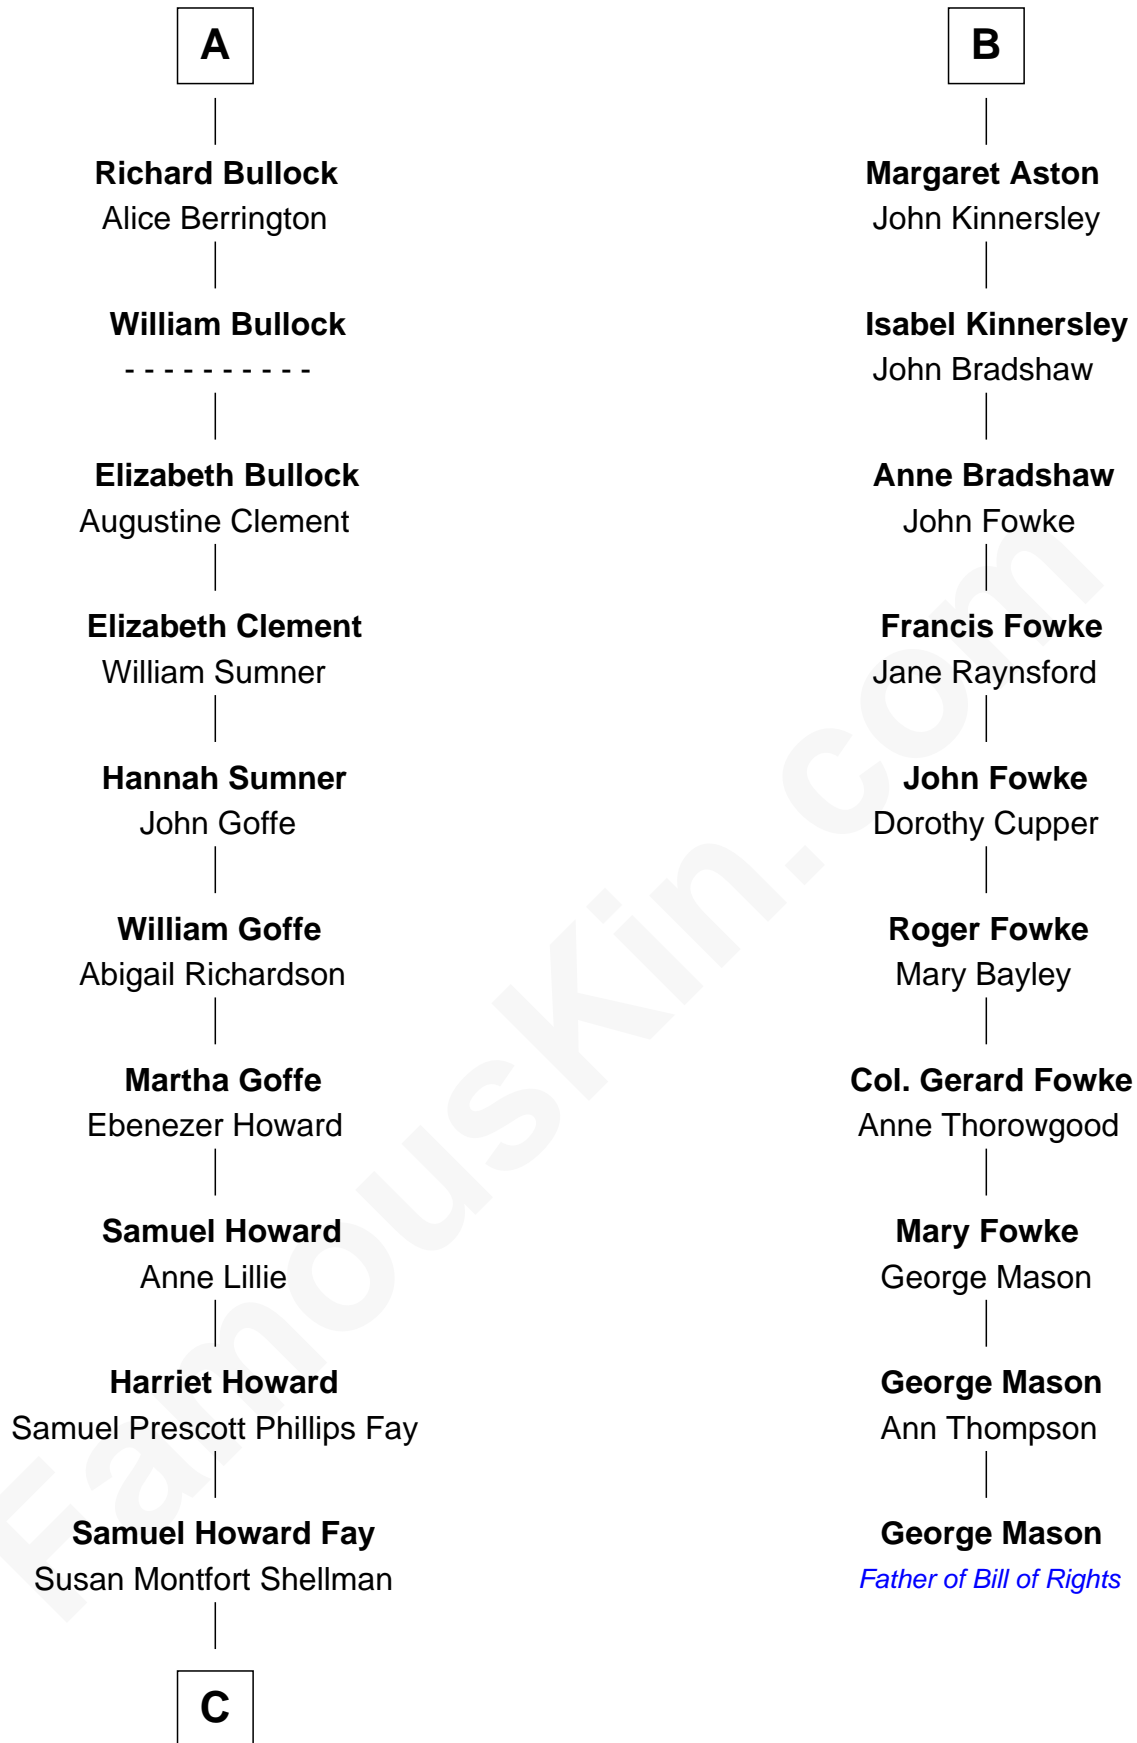 A
Richard Bullock
Alice Berrington
William Bullock
- - - - - - - - - -
Elizabeth Bullock
Augustine Clement
Elizabeth Clement
William Sumner
Hannah Sumner
John Goffe
William Goffe
Abigail Richardson
Martha Goffe
Ebenezer Howard
Samuel Howard
Anne Lillie
Harriet Howard
Samuel Prescott Phillips Fay
Samuel Howard Fay
Susan Montfort Shellman
C
B
Margaret Aston
John Kinnersley
Isabel Kinnersley
John Bradshaw
Anne Bradshaw
John Fowke
Francis Fowke
Jane Raynsford
John Fowke
Dorothy Cupper
Roger Fowke
Mary Bayley
Col. Gerard Fowke
Anne Thorowgood
Mary Fowke
George Mason
George Mason
Ann Thompson
George Mason
Father of Bill of Rights
FamousKin.com